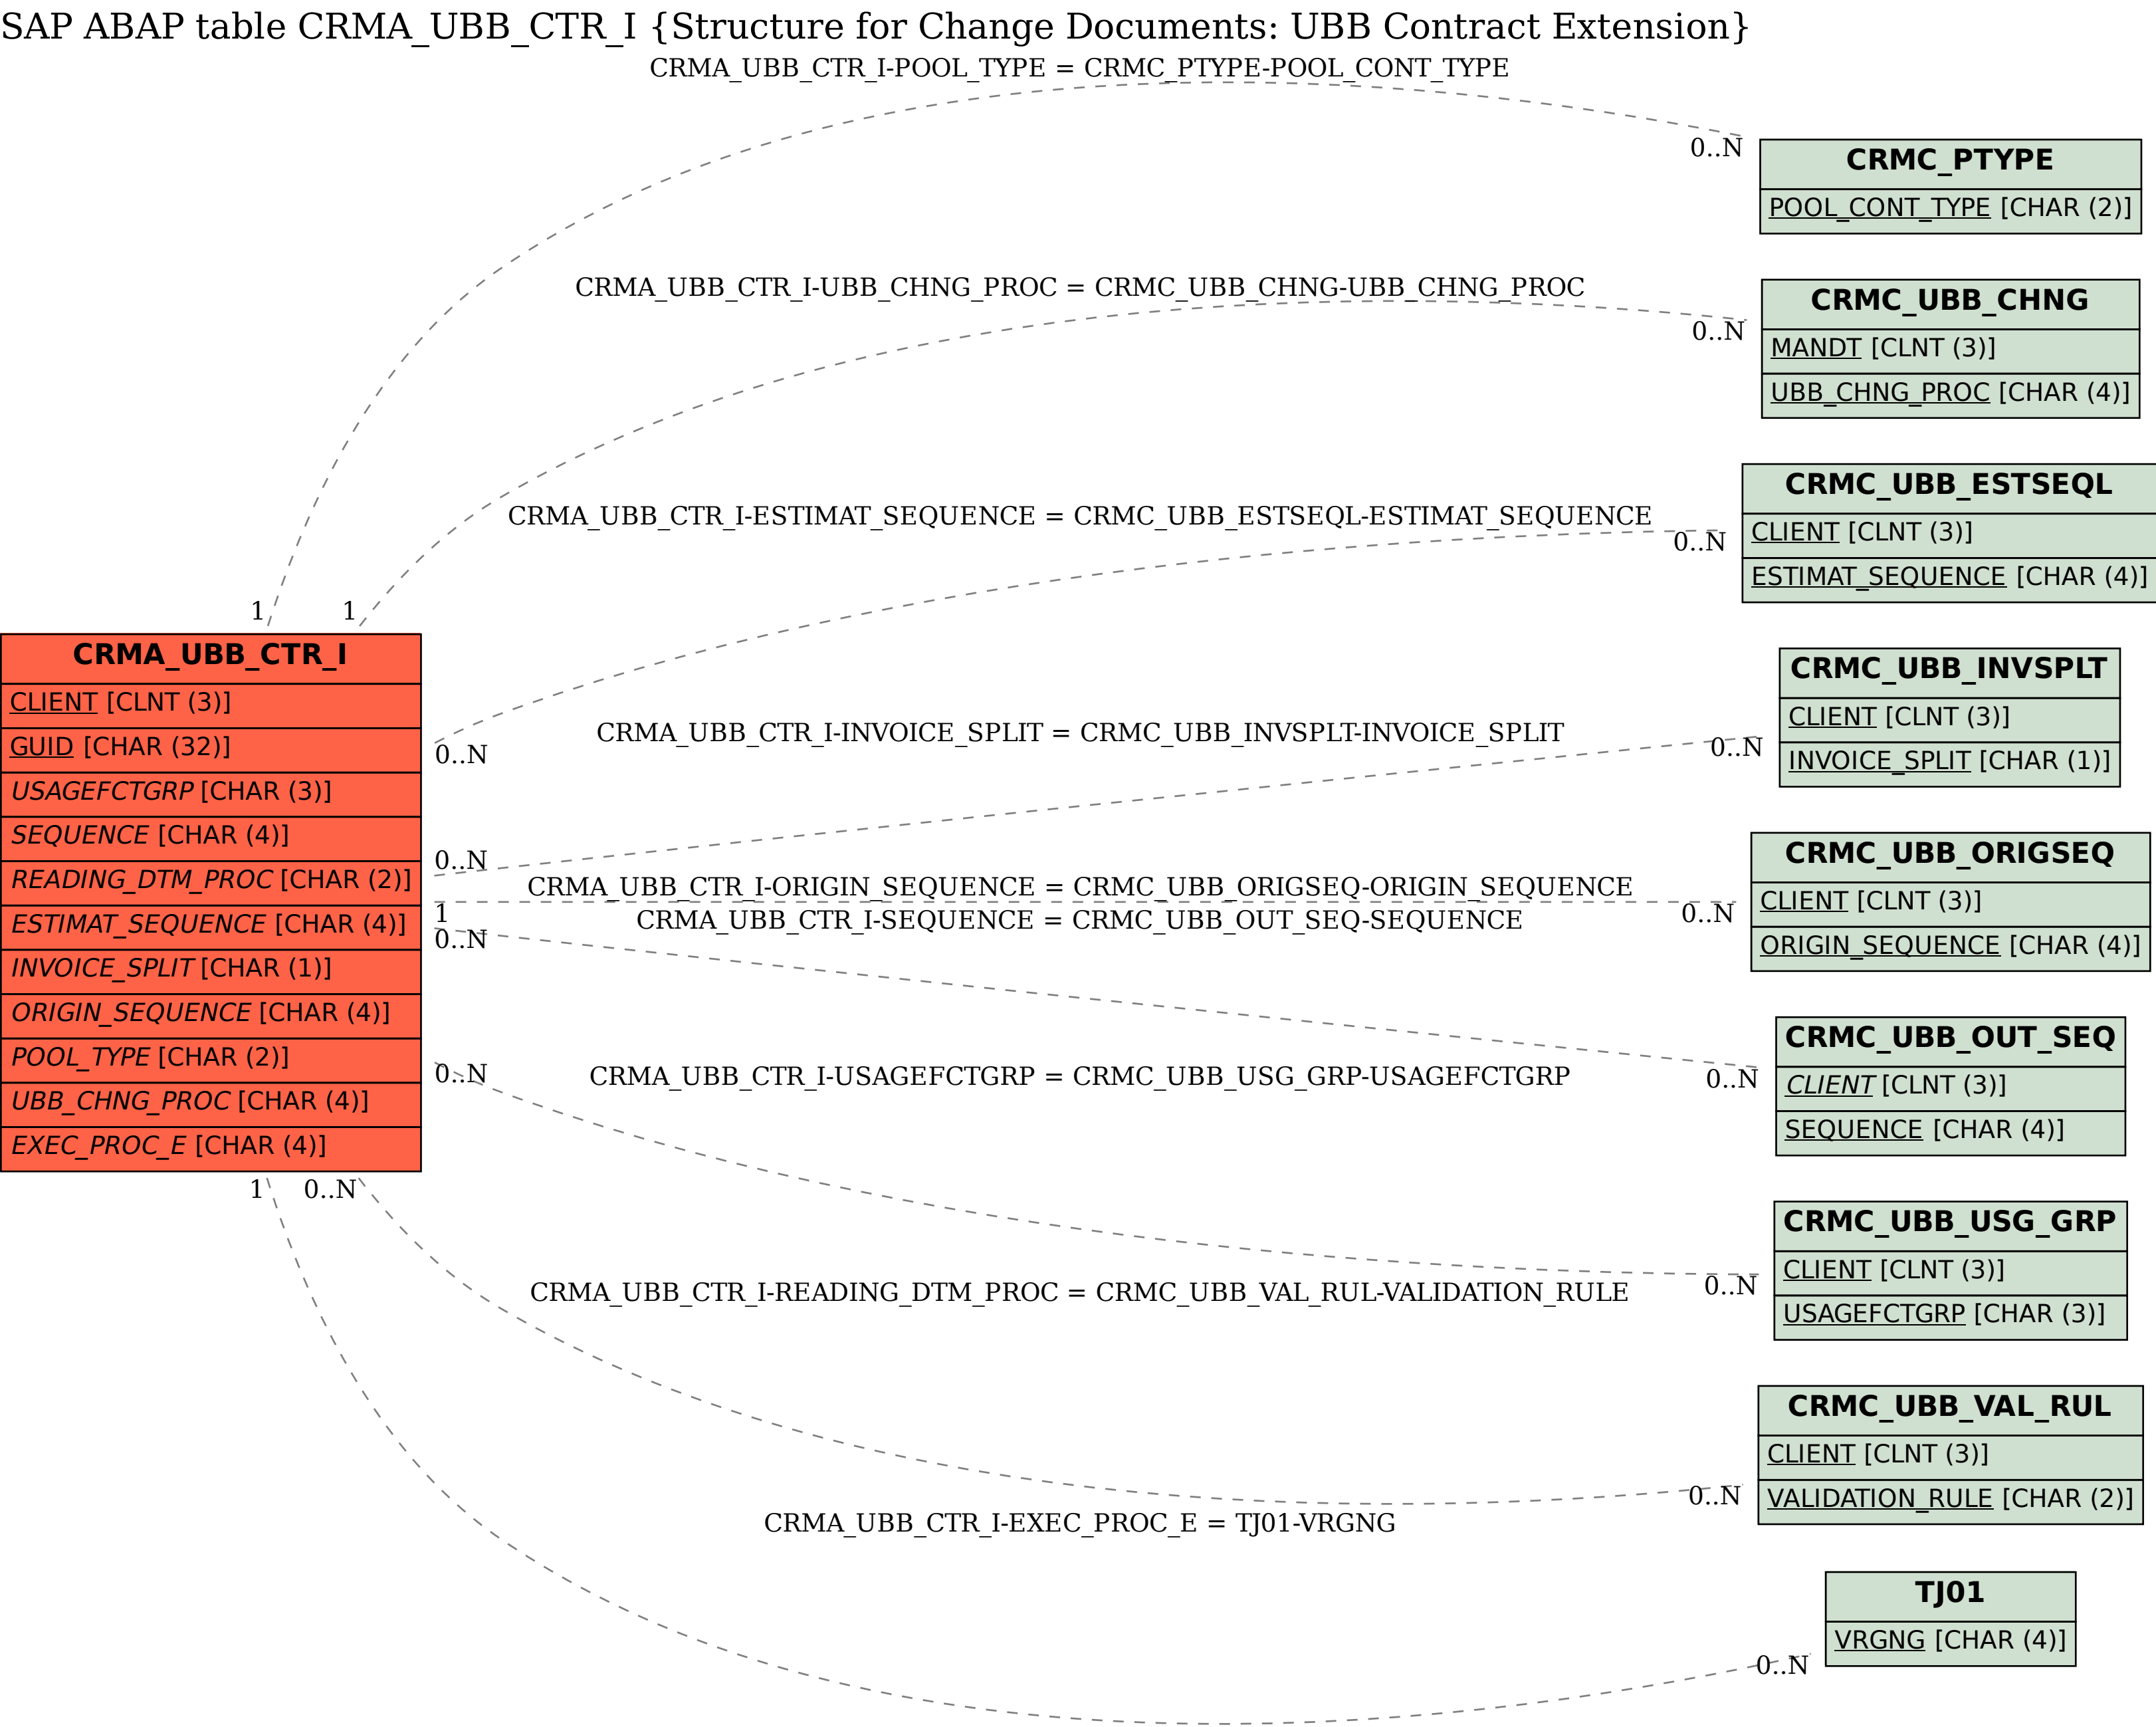 SAP ABAP table CRMA_UBB_CTR_I {Structure for Change Documents: UBB Contract Extension}
CRMA_UBB_CTR_I-POOL_TYPE = CRMC_PTYPE-POOL_CONT_TYPE
0..N
CRMC_PTYPE
POOL_CONT_TYPE [CHAR (2)]
CRMA_UBB_CTR_I-UBB_CHNG_PROC = CRMC_UBB_CHNG-UBB_CHNG_PROC
0..N
CRMC_UBB_CHNG
MANDT [CLNT (3)]
UBB_CHNG_PROC [CHAR (4)]
CRMA_UBB_CTR_I-ESTIMAT_SEQUENCE = CRMC_UBB_ESTSEQL-ESTIMAT_SEQUENCE
0..N
CRMC_UBB_ESTSEQL
CLIENT [CLNT (3)]
ESTIMAT_SEQUENCE [CHAR (4)]
1
1
CRMA_UBB_CTR_I
CLIENT [CLNT (3)]
GUID [CHAR (32)]
USAGEFCTGRP [CHAR (3)]
SEQUENCE [CHAR (4)]
READING_DTM_PROC [CHAR (2)]
ESTIMAT_SEQUENCE [CHAR (4)]
INVOICE_SPLIT [CHAR (1)]
ORIGIN_SEQUENCE [CHAR (4)]
POOL_TYPE [CHAR (2)]
UBB_CHNG_PROC [CHAR (4)]
EXEC_PROC_E [CHAR (4)]
0..N
CRMA_UBB_CTR_I-INVOICE_SPLIT = CRMC_UBB_INVSPLT-INVOICE_SPLIT
0..N
0..N
CRMC_UBB_INVSPLT
CLIENT [CLNT (3)]
INVOICE_SPLIT [CHAR (1)]
CRMA_UBB_CTR_I-ORIGIN_SEQUENCE = CRMC_UBB_ORIGSEQ-ORIGIN_SEQUENCE
1
0..N
CRMC_UBB_ORIGSEQ
CLIENT [CLNT (3)]
ORIGIN_SEQUENCE [CHAR (4)]
CRMA_UBB_CTR_I-SEQUENCE = CRMC_UBB_OUT_SEQ-SEQUENCE
0..N
0..N
CRMC_UBB_OUT_SEQ
CLIENT [CLNT (3)]
SEQUENCE [CHAR (4)]
0..N
CRMA_UBB_CTR_I-USAGEFCTGRP = CRMC_UBB_USG_GRP-USAGEFCTGRP
0..N
CRMC_UBB_USG_GRP
CLIENT [CLNT (3)]
USAGEFCTGRP [CHAR (3)]
1
0..N
CRMA_UBB_CTR_I-READING_DTM_PROC = CRMC_UBB_VAL_RUL-VALIDATION_RULE
0..N
CRMC_UBB_VAL_RUL
CLIENT [CLNT (3)]
VALIDATION_RULE [CHAR (2)]
CRMA_UBB_CTR_I-EXEC_PROC_E = TJ01-VRGNG
0..N
TJ01
VRGNG [CHAR (4)]